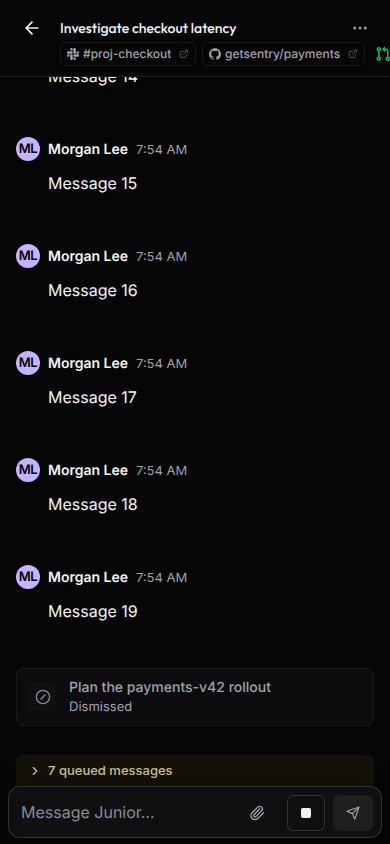 Investigate checkout latency
#proj-checkout getsentry/payments
Message 14
ML Morgan Lee 7:54 AM
Message 15
ML Morgan Lee 7:54 AM
Message 16
ML Morgan Lee 7:54 AM
Message 17
ML Morgan Lee 7:54 AM
Message 18
ML Morgan Lee 7:54 AM
Message 19
Plan the payments-v42 rollout
Dismissed
7 queued messages
Message Junior...